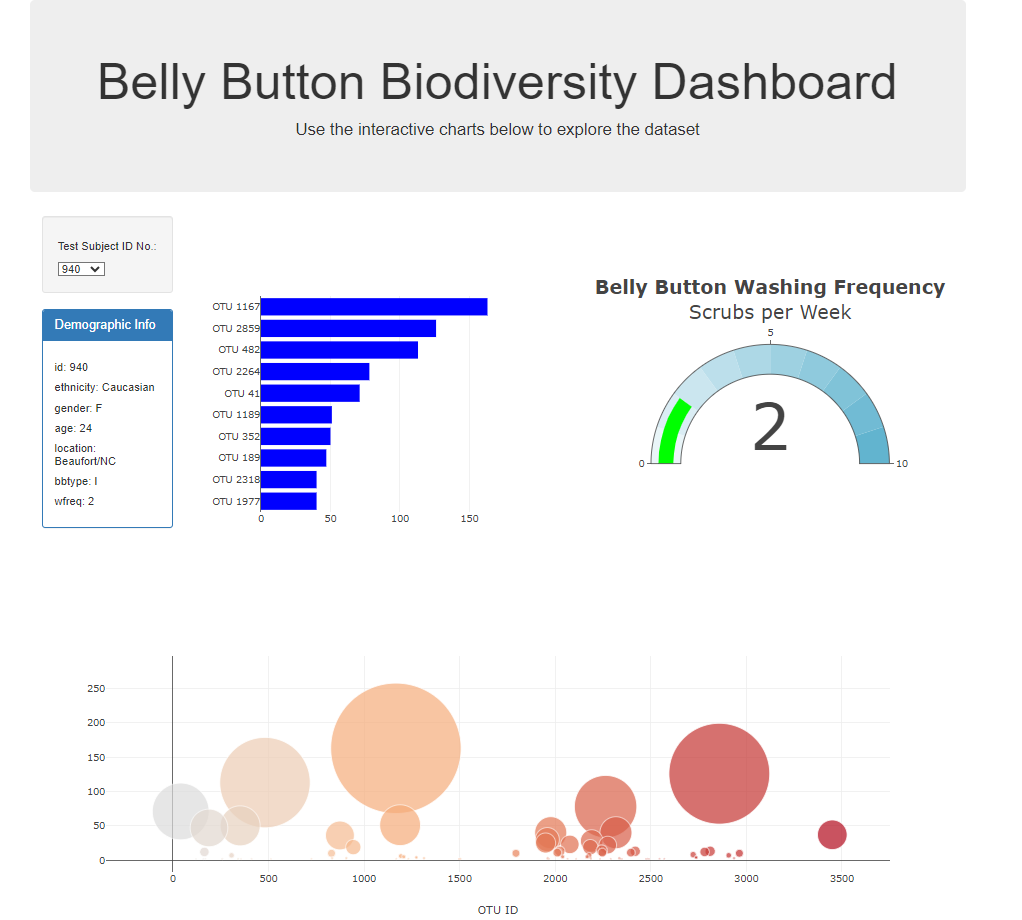 Belly Button Biodiversity Dashboard
Use the interactive charts below to explore the dataset
Test Subject ID No.:
940
Demographic Info
id: 940
ethnicity: Caucasian
gender: F
age: 24
location:
Beaufort/NC
bbtype: I
wfreq: 2
OTU 1167
OTU 2859
OTU 482
OTU 2264
OTU 41
OTU 1189
OTU 352
OTU 189
OTU 2318
OTU 1977
0 50 100 150
Belly Button Washing Frequency
Scrubs per Week
5
2
0 10
250
200
150
100
50
0
0 500 1000 1500 2000 2500 3000 3500
OTU ID